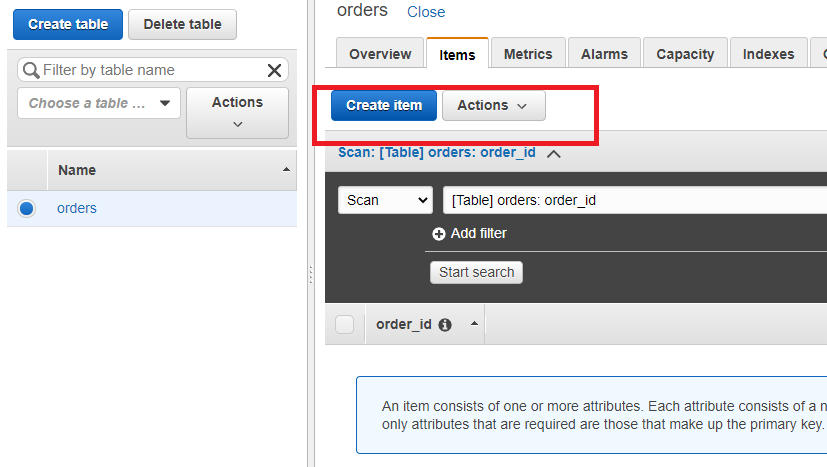 Create table
Delete table
Filter by table name
Choose a table ...
Actions
Name
orders
orders
Close
Overview
Items
Metrics
Alarms
Capacity
Indexes
Create item
Actions
Scan: [Table] orders: order_id
Scan
[Table] orders: order_id
Add filter
Start search
order_id
An item consists of one or more attributes. Each attribute consists of a n
only attributes that are required are those that make up the primary key.